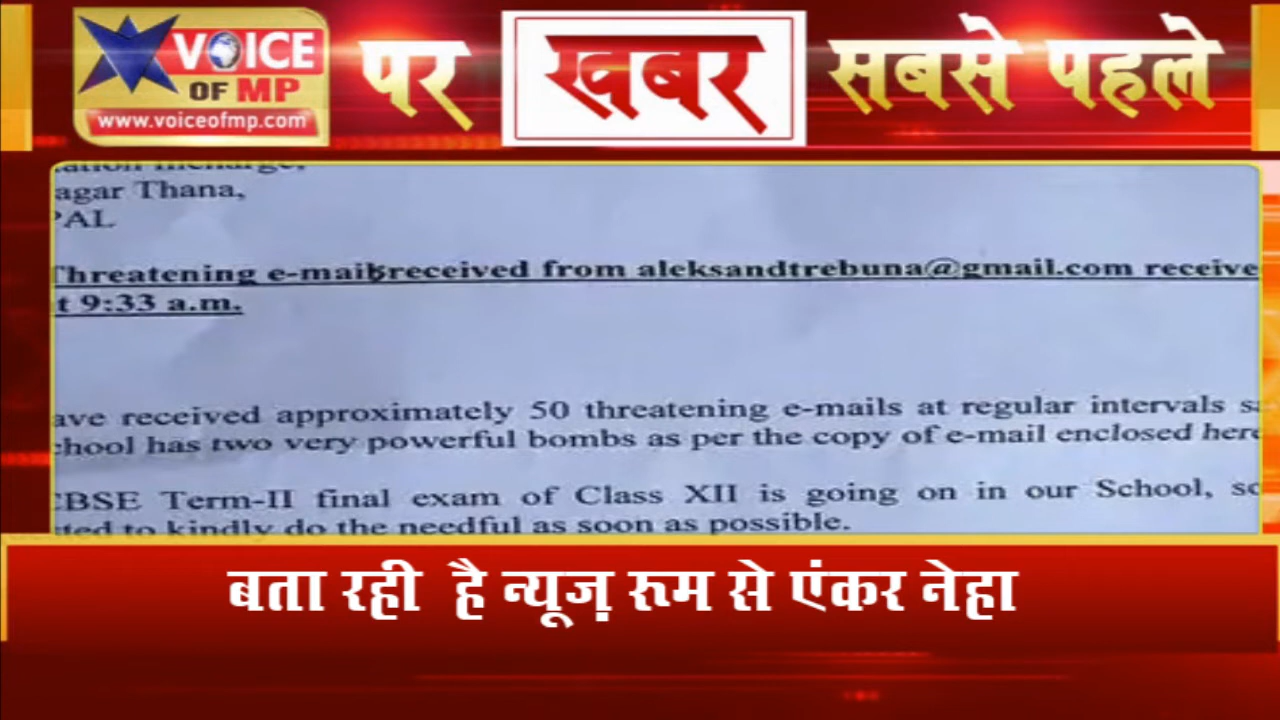 VOICE
OF MP
www.voiceofmp.com
पर खबर सबसे पहले
agar Thana,
PAL
Threatening e-mails received from aleksandtrebuna@gmail.com receive
t 9:33 a.m.
ave received approximately 50 threatening e-mails at regular intervals
chool has two very powerful bombs as per the copy of e-mail enclosed here
CBSE Term-II final exam of Class XII is going on in our School, so
ted to kindly do the needful as soon as possible.
बता रही है न्यूज़ रूम से एंकर नेहा